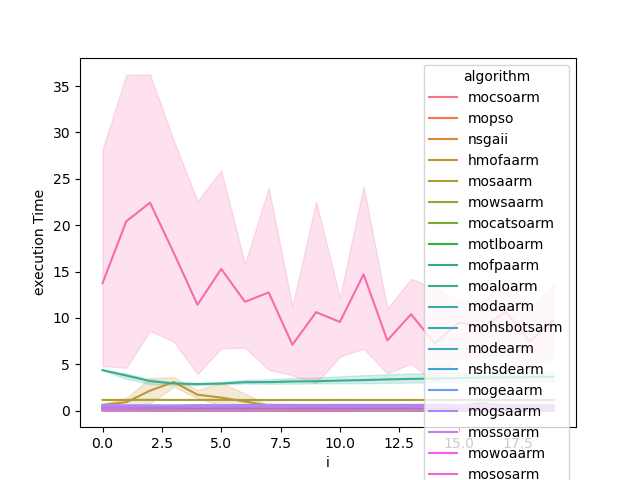 algorithm
mocsoarm
mopso
nsgaii
hmofaarm
mosaarm
mowsaarm
mocatsoarm
motlboarm
mofpaarm
moaloarm
modaarm
mohsbotsarm
modearm
nshsdearm
mogeaarm
mogsaarm
mossoarm
mowoaarm
mososarm
execution Time
35
30
25
20
15
10
5
0
0.0 2.5 5.0 7.5 10.0 12.5 15.0 17.5
i